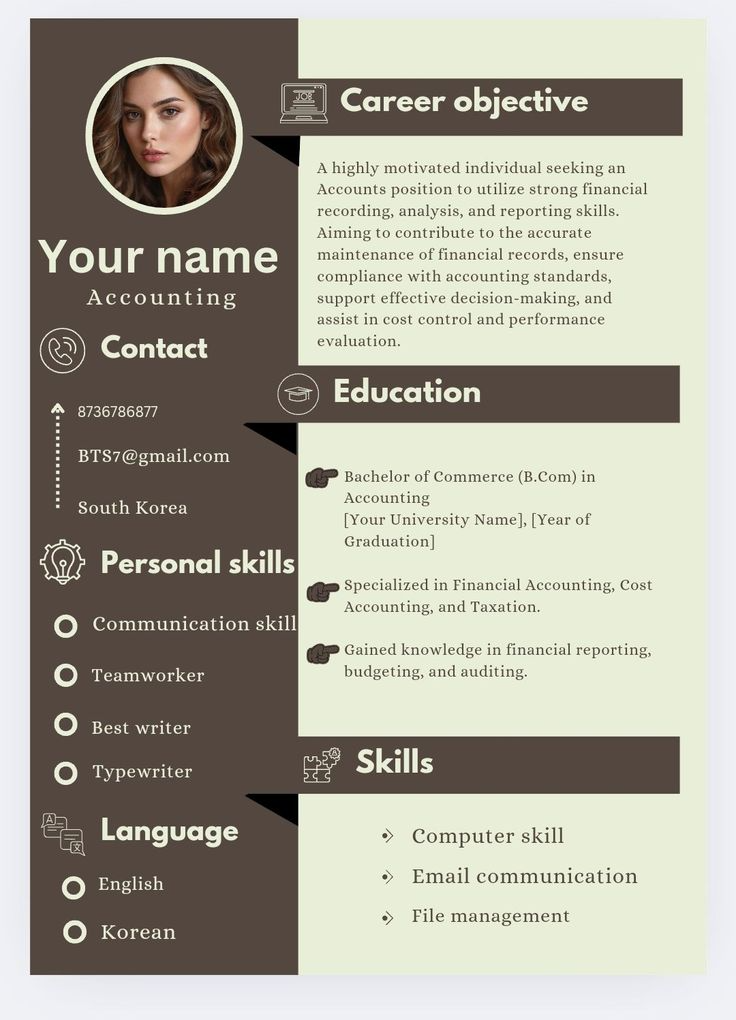 Your name
Accounting
Contact
8736786877
BTS7@gmail.com
South Korea
Personal skills
Communication skill
Teamworker
Best writer
Typewriter
Language
English
Korean
JOB
Career objective
A highly motivated individual seeking an
Accounts position to utilize strong financial
recording, analysis, and reporting skills.
Aiming to contribute to the accurate
maintenance of financial records, ensure
compliance with accounting standards,
support effective decision-making, and
assist in cost control and performance
evaluation.
Education
Bachelor of Commerce (B.Com) in
Accounting
[Your University Name], [Year of
Graduation]
Specialized in Financial Accounting, Cost
Accounting, and Taxation.
Gained knowledge in financial reporting,
budgeting, and auditing.
Skills
Computer skill
Email communication
File management